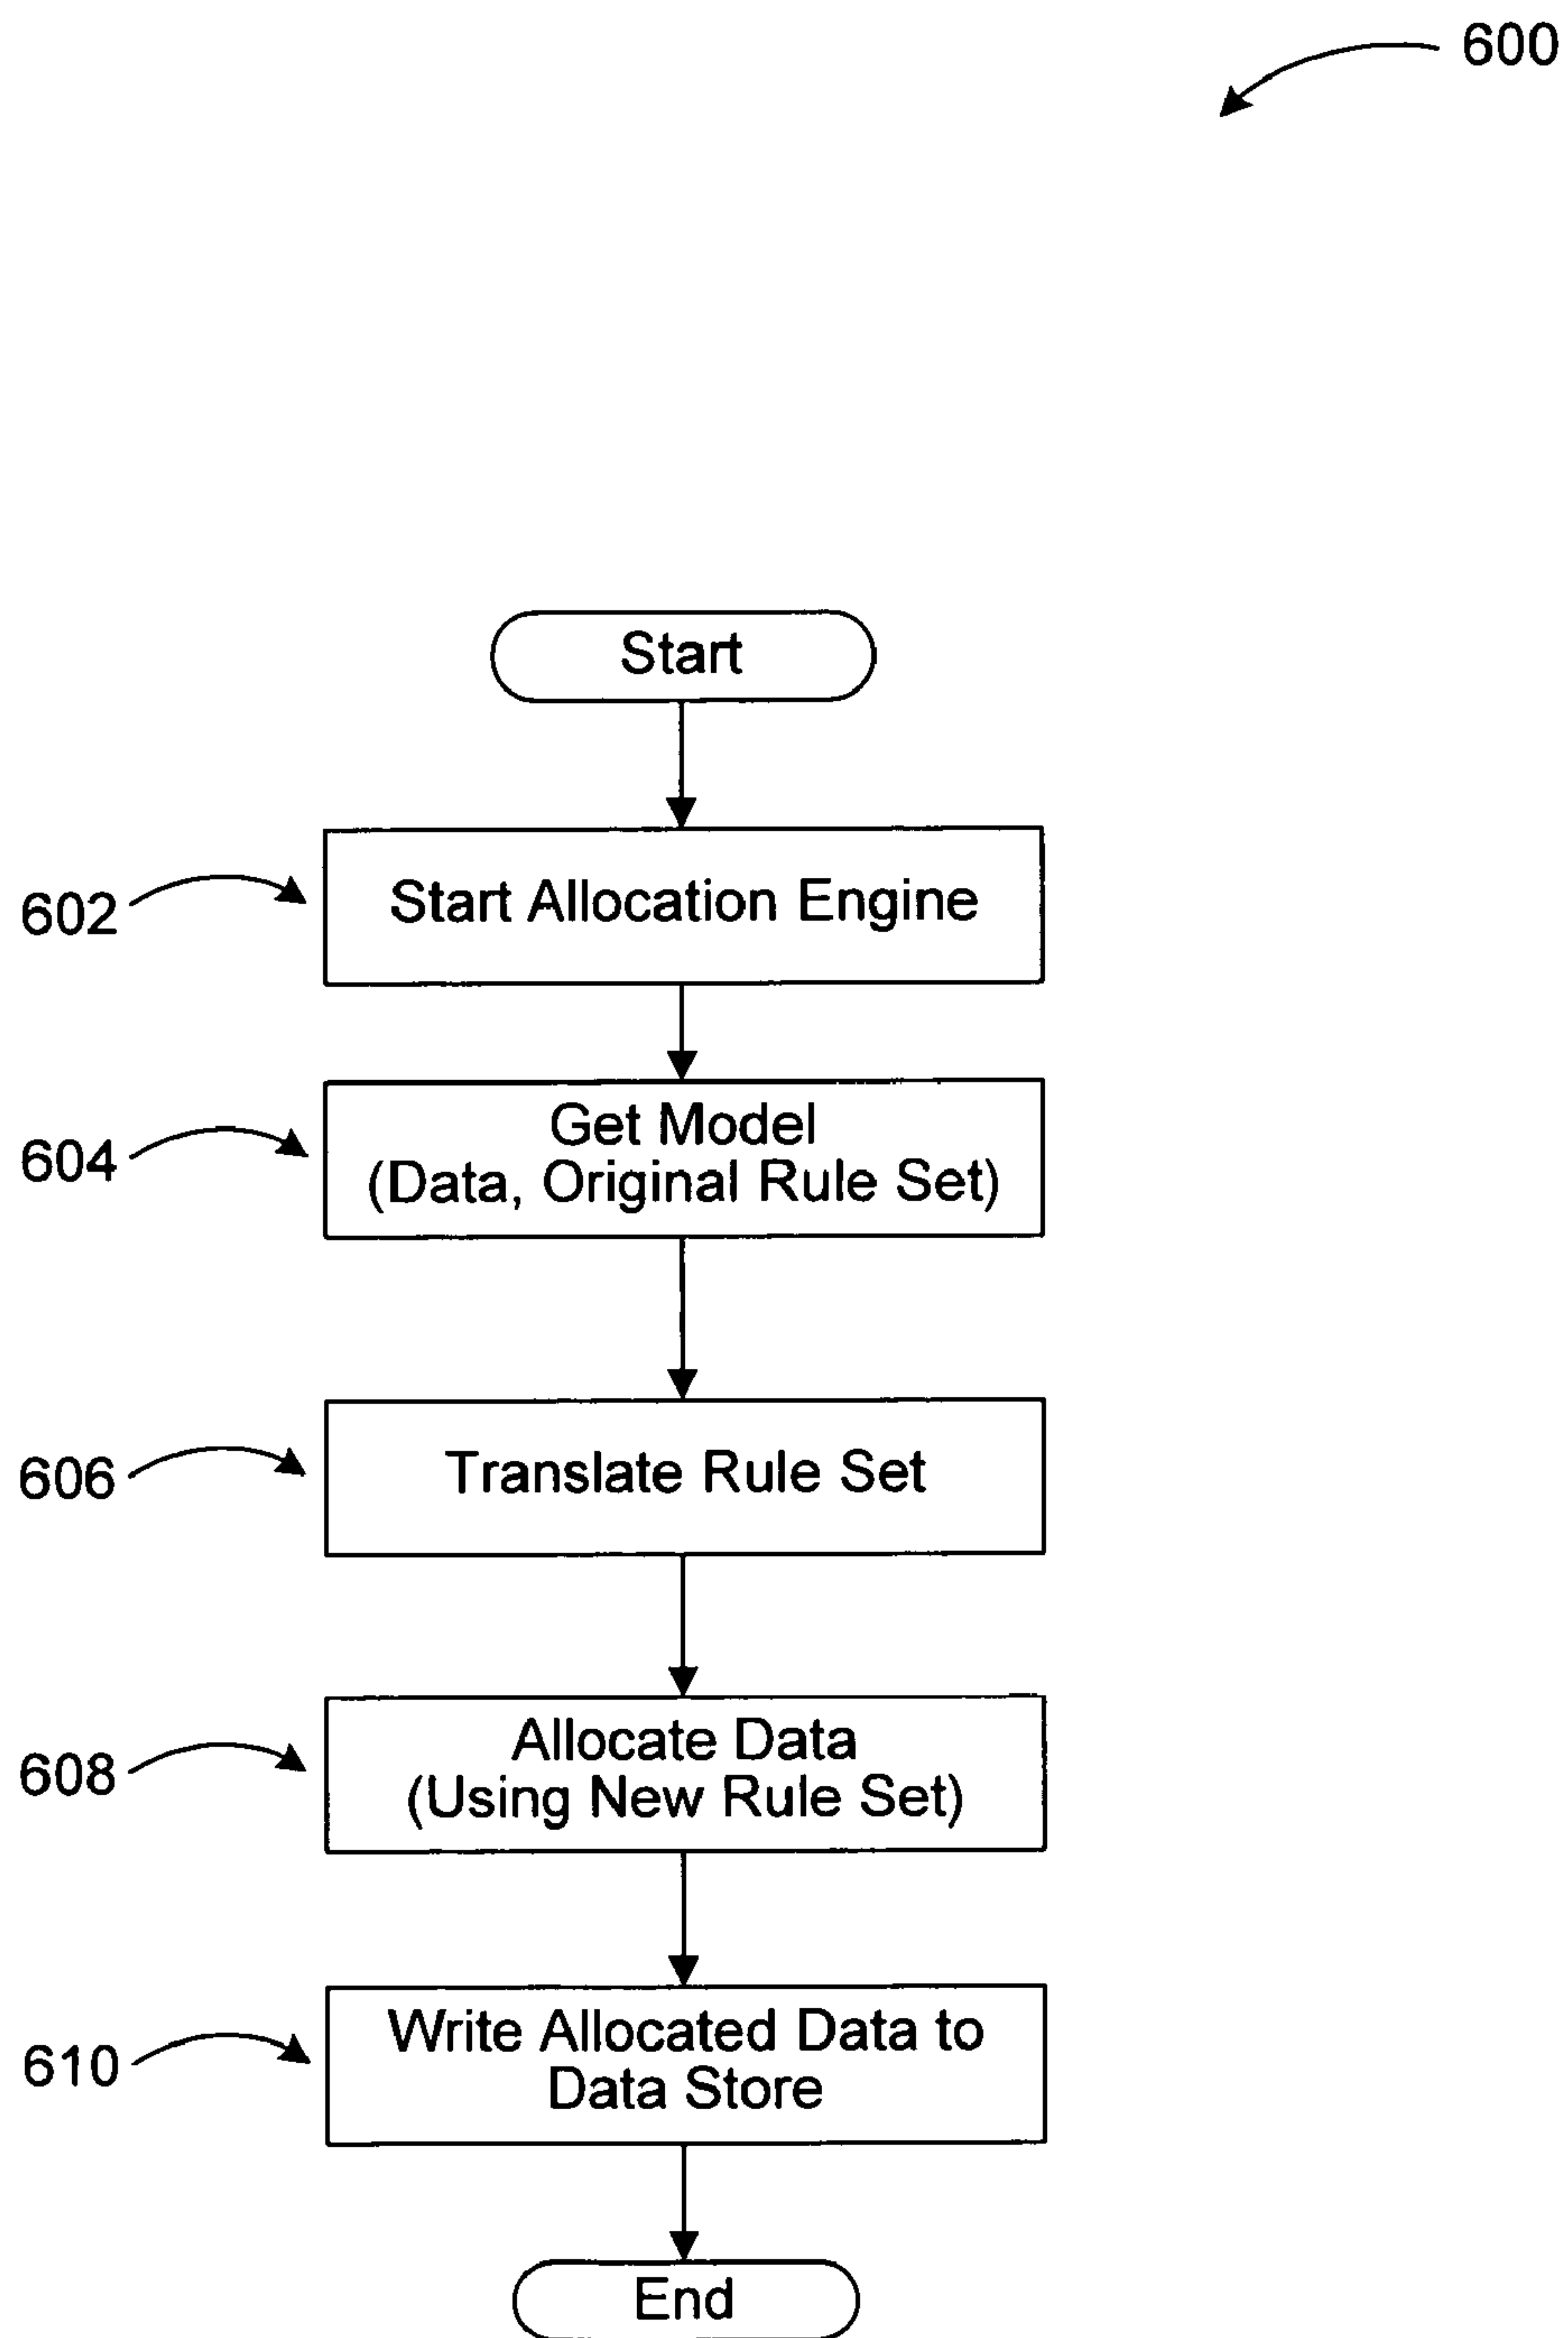 600
Start
602
Start Allocation Engine
604
Get Model
(Data, Original Rule Set)
606
Translate Rule Set
608
Allocate Data
(Using New Rule Set)
610
Write Allocated Data to
Data Store
End